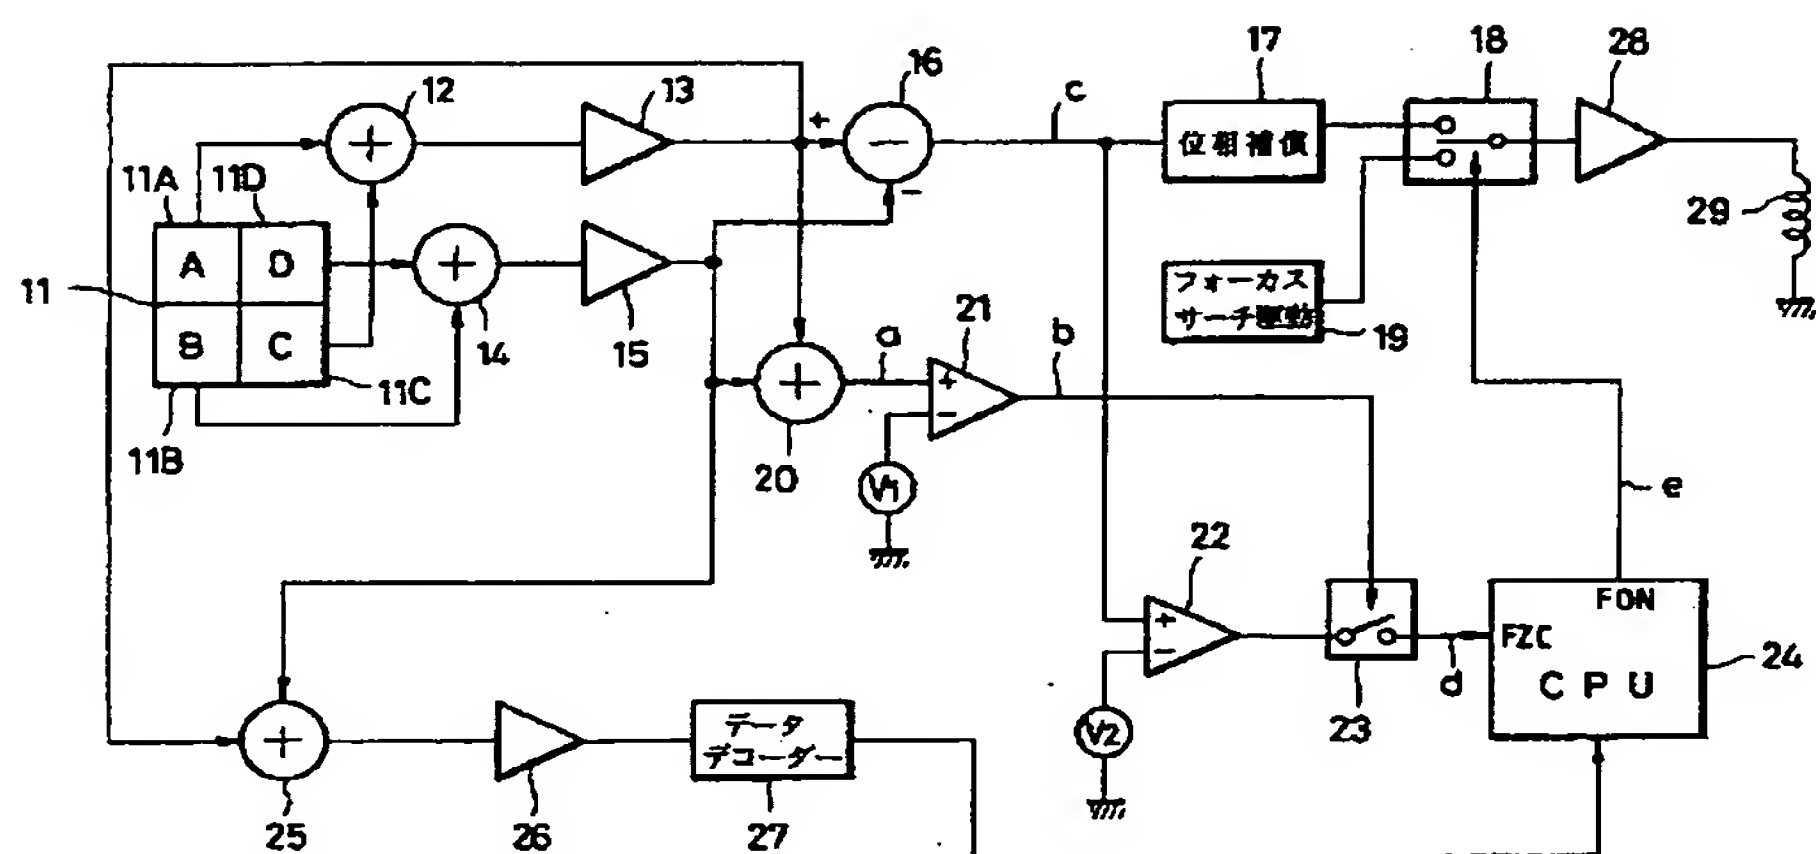 17
18
28
16
12
13
+
c
位相補償
−
+
11A
11D
−
29
A
D
+
フォーカス
サーチ駆動
11
21
B
C
14
15
a
b
19
11C
+
+
−
11B
20
V1
e
22
FON
+
FZC
24
−
d
CPU
23
データ
デコーダー
V2
+
25
26
27